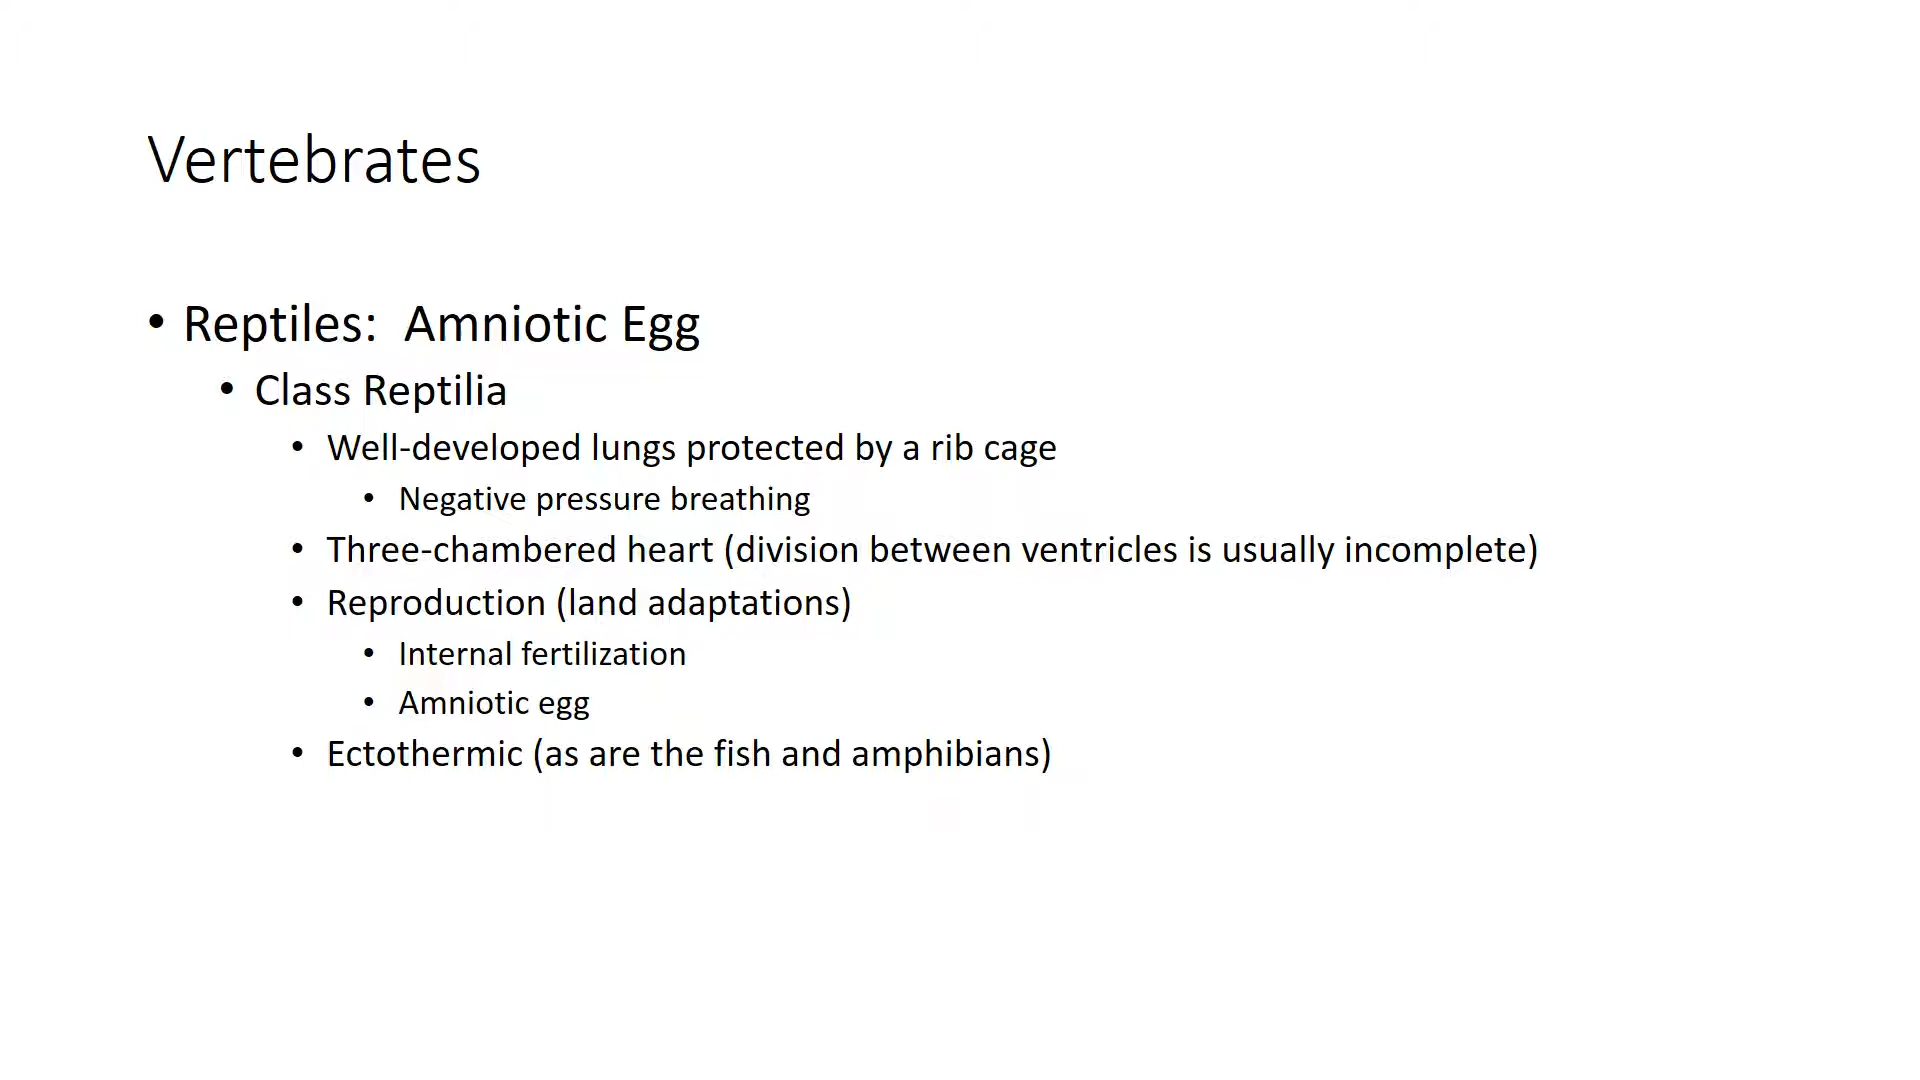 Vertebrates
• Reptiles:  Amniotic Egg
• Class Reptilia
• Well-developed lungs protected by a rib cage
• Negative pressure breathing
• Three-chambered heart (division between ventricles is usually incomplete)
• Reproduction (land adaptations)
• Internal fertilization
• Amniotic egg
• Ectothermic (as are the fish and amphibians)